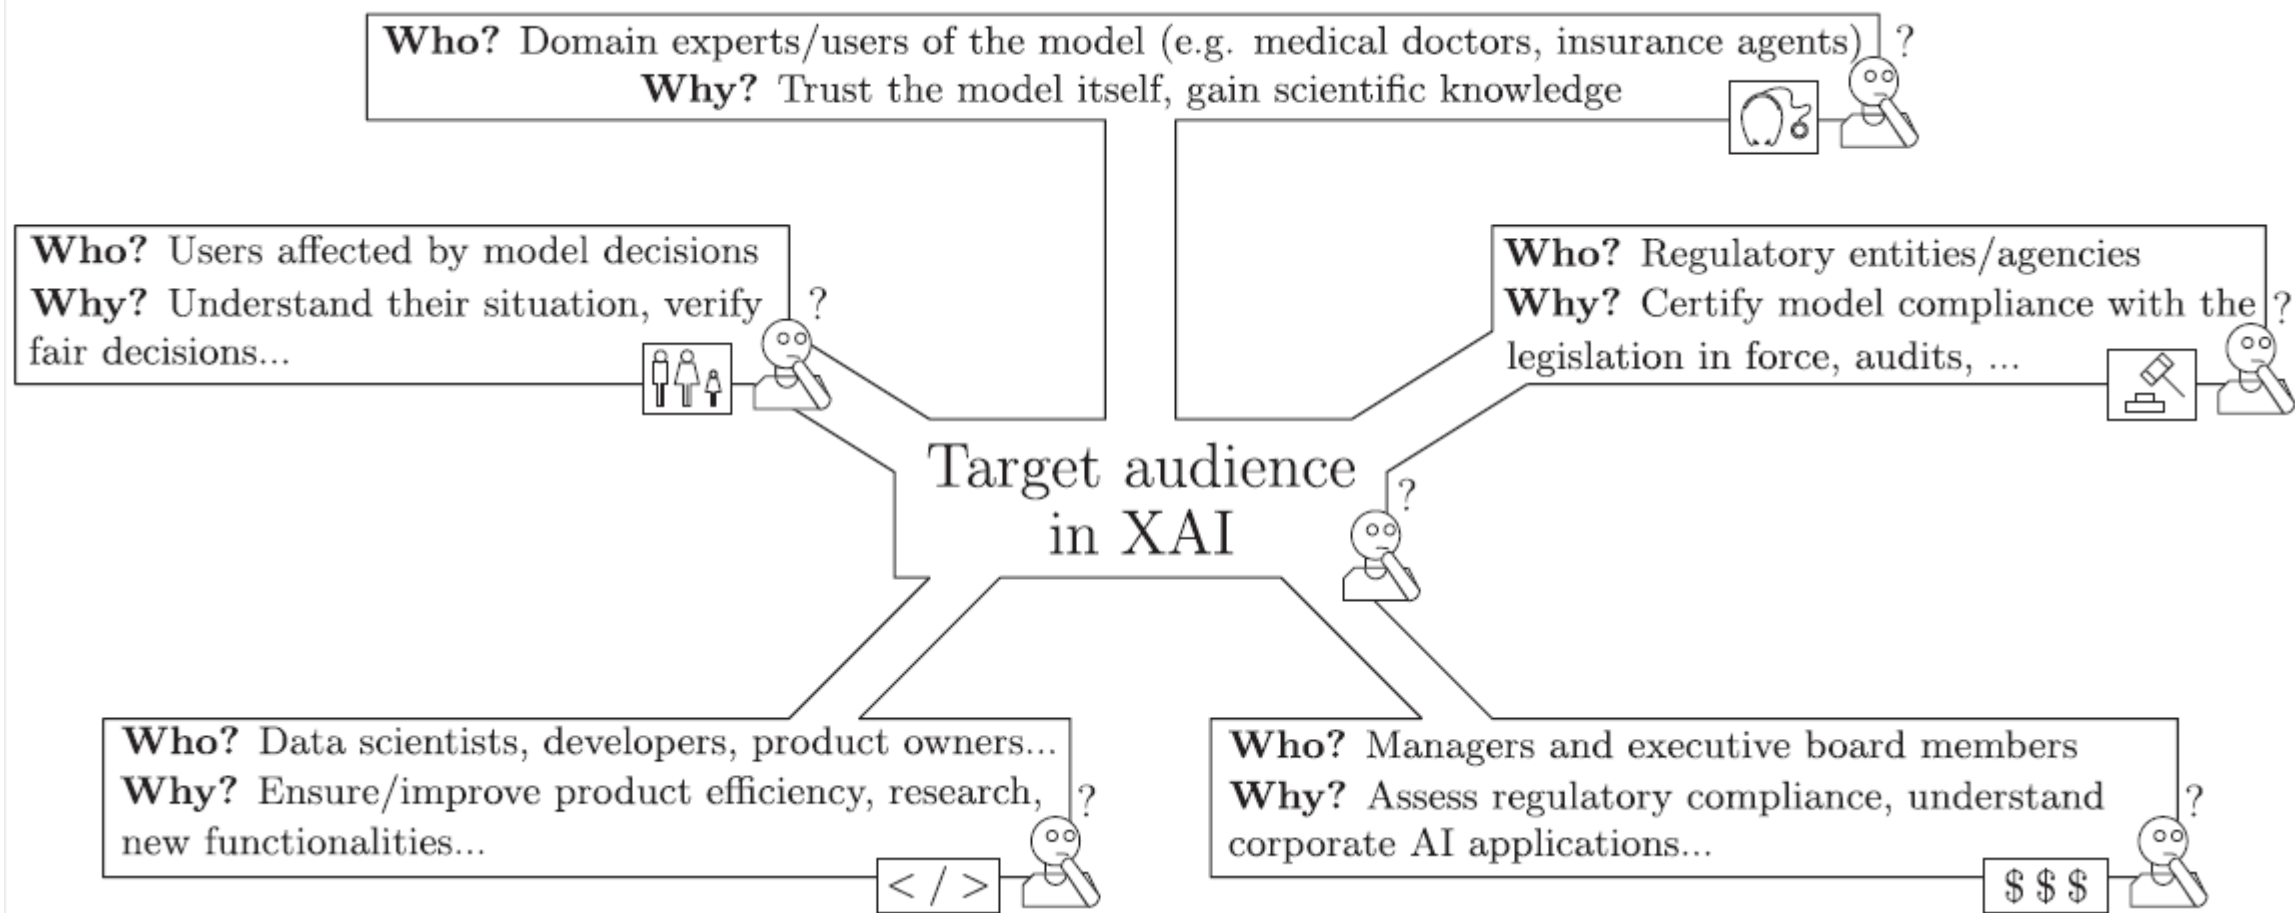 Who? Domain experts/users of the model (e.g. medical doctors, insurance agents)
?
Why? Trust the model itself, gain scientific knowledge
Who? Users affected by model decisions
Why? Understand their situation, verify
?
fair decisions...
Who? Regulatory entities/agencies
Why? Certify model compliance with the
?
legislation in force, audits, ...
Target audience
in XAI
?
Who? Data scientists, developers, product owners...
Why? Ensure/improve product efficiency, research,
?
new functionalities...
< / >
Who? Managers and executive board members
Why? Assess regulatory compliance, understand
?
corporate AI applications...
$ $ $